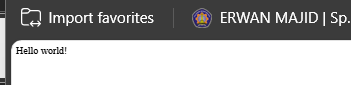 Import favorites
ERWAN MAJID | Sp.
Hello world!